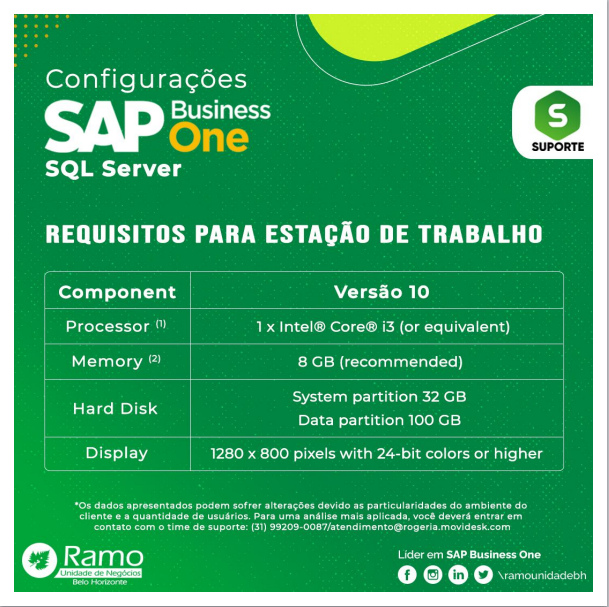 Configurações
SAP Business One
SQL Server
S
SUPORTE
REQUISITOS PARA ESTAÇÃO DE TRABALHO
Component Versão 10
Processor (1) 1 x Intel® Core® i3 (or equivalent)
Memory (2) 8 GB (recommended)
Hard Disk System partition 32 GB
Data partition 100 GB
Display 1280 x 800 pixels with 24-bit colors or higher
*Os dados apresentados podem sofrer alterações devido as particularidades do ambiente do
cliente e a quantidade de usuários. Para uma análise mais aplicada, você deverá entrar em
contato com o time de suporte: (31) 99209-0087/atendimento@rogeria.movidesk.com
Ramo
Unidade de Negócios
Belo Horizonte
Líder em SAP Business One
\ramounidadebh